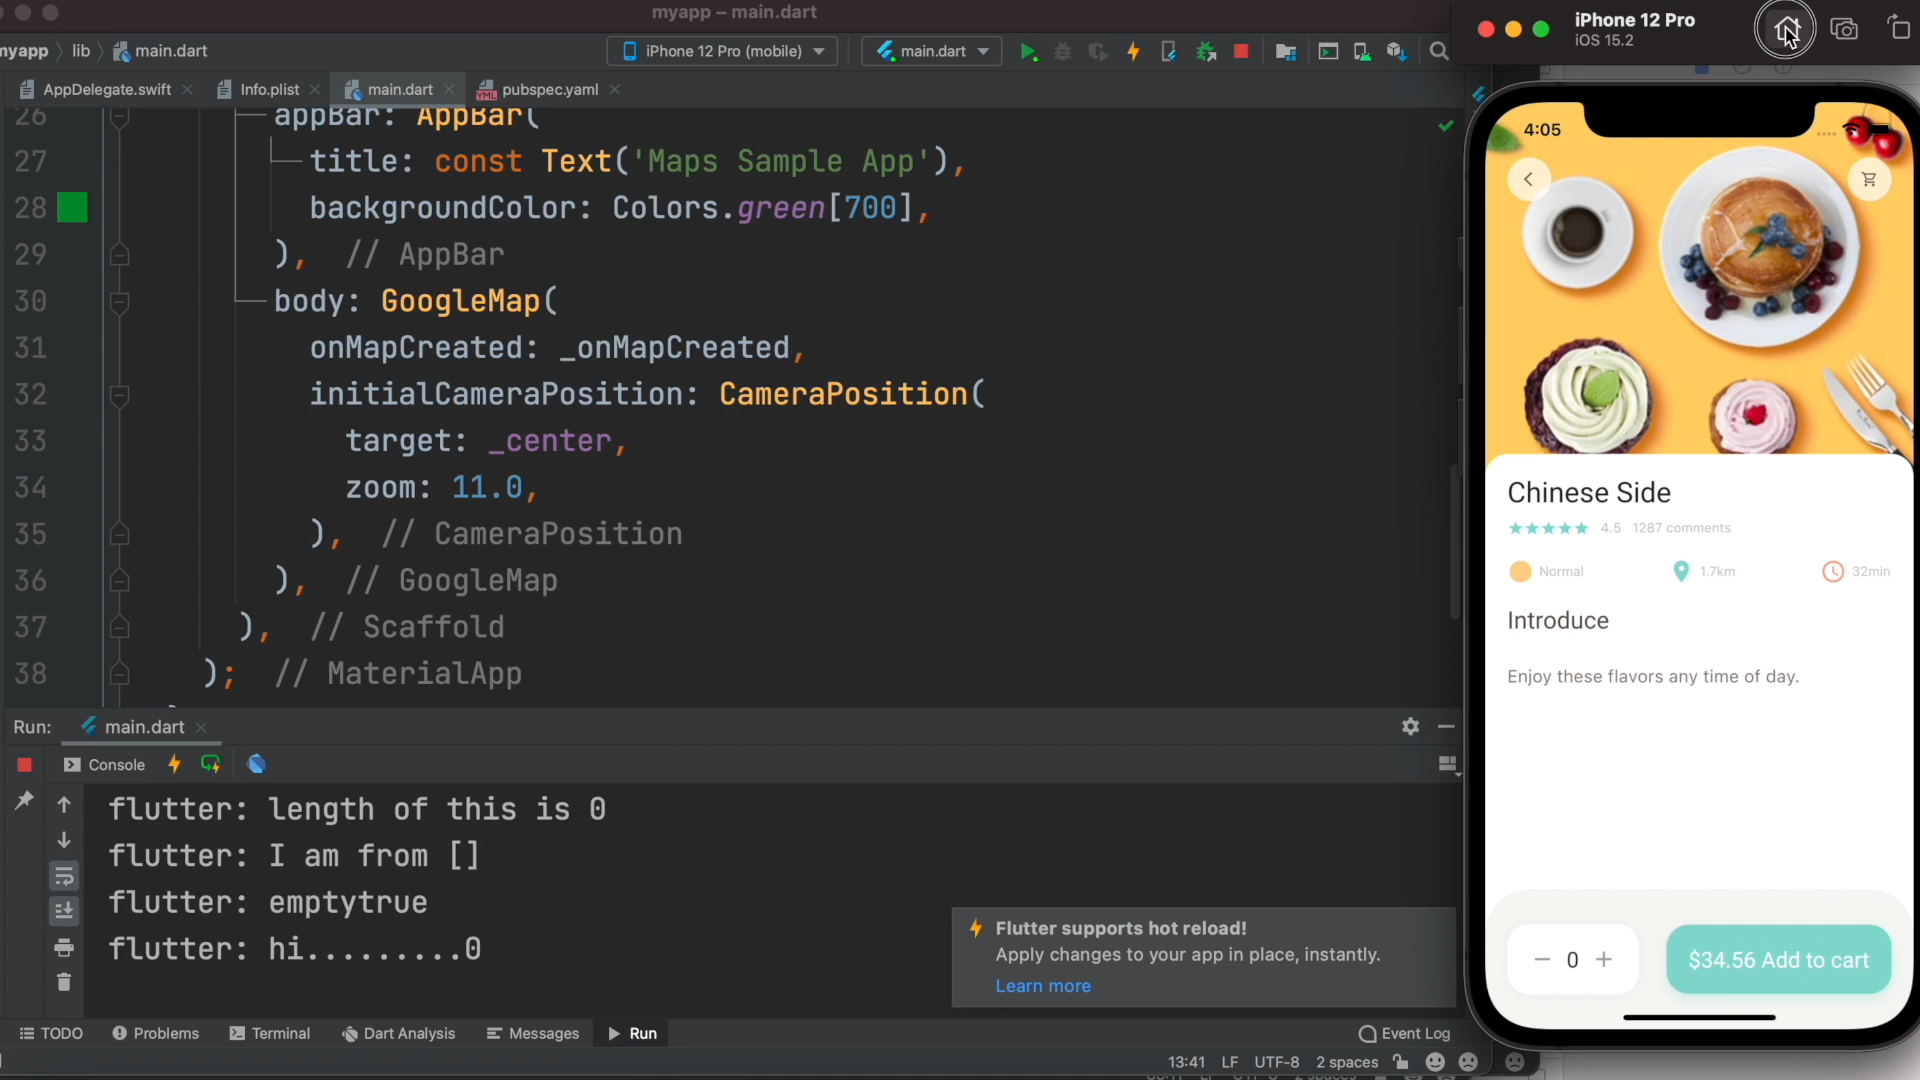 myapp – main.dart
myapp
lib
main.dart
iPhone 12 Pro (mobile)
main.dart
AppDelegate.swift
Info.plist
main.dart
pubspec.yaml
26 appBar: AppBar(
27 title: const Text('Maps Sample App'),
28 backgroundColor: Colors.green[700],
29 ), // AppBar
30 body: GoogleMap(
31 onMapCreated: _onMapCreated,
32 initialCameraPosition: CameraPosition(
33 target: _center,
34 zoom: 11.0,
35 ), // CameraPosition
36 ), // GoogleMap
37 ), // Scaffold
38 ); // MaterialApp
Run: main.dart
Console
flutter: length of this is 0
flutter: I am from []
flutter: emptytrue
flutter: hi.........0
Flutter supports hot reload!
Apply changes to your app in place, instantly.
Learn more
TODO
Problems
Terminal
Dart Analysis
Messages
Run
Event Log
13:41 LF UTF-8 2 spaces
iPhone 12 Pro
iOS 15.2
4:05
Chinese Side
4.5 1287 comments
Normal
1.7km
32min
Introduce
Enjoy these flavors any time of day.
− 0 +
$34.56 Add to cart